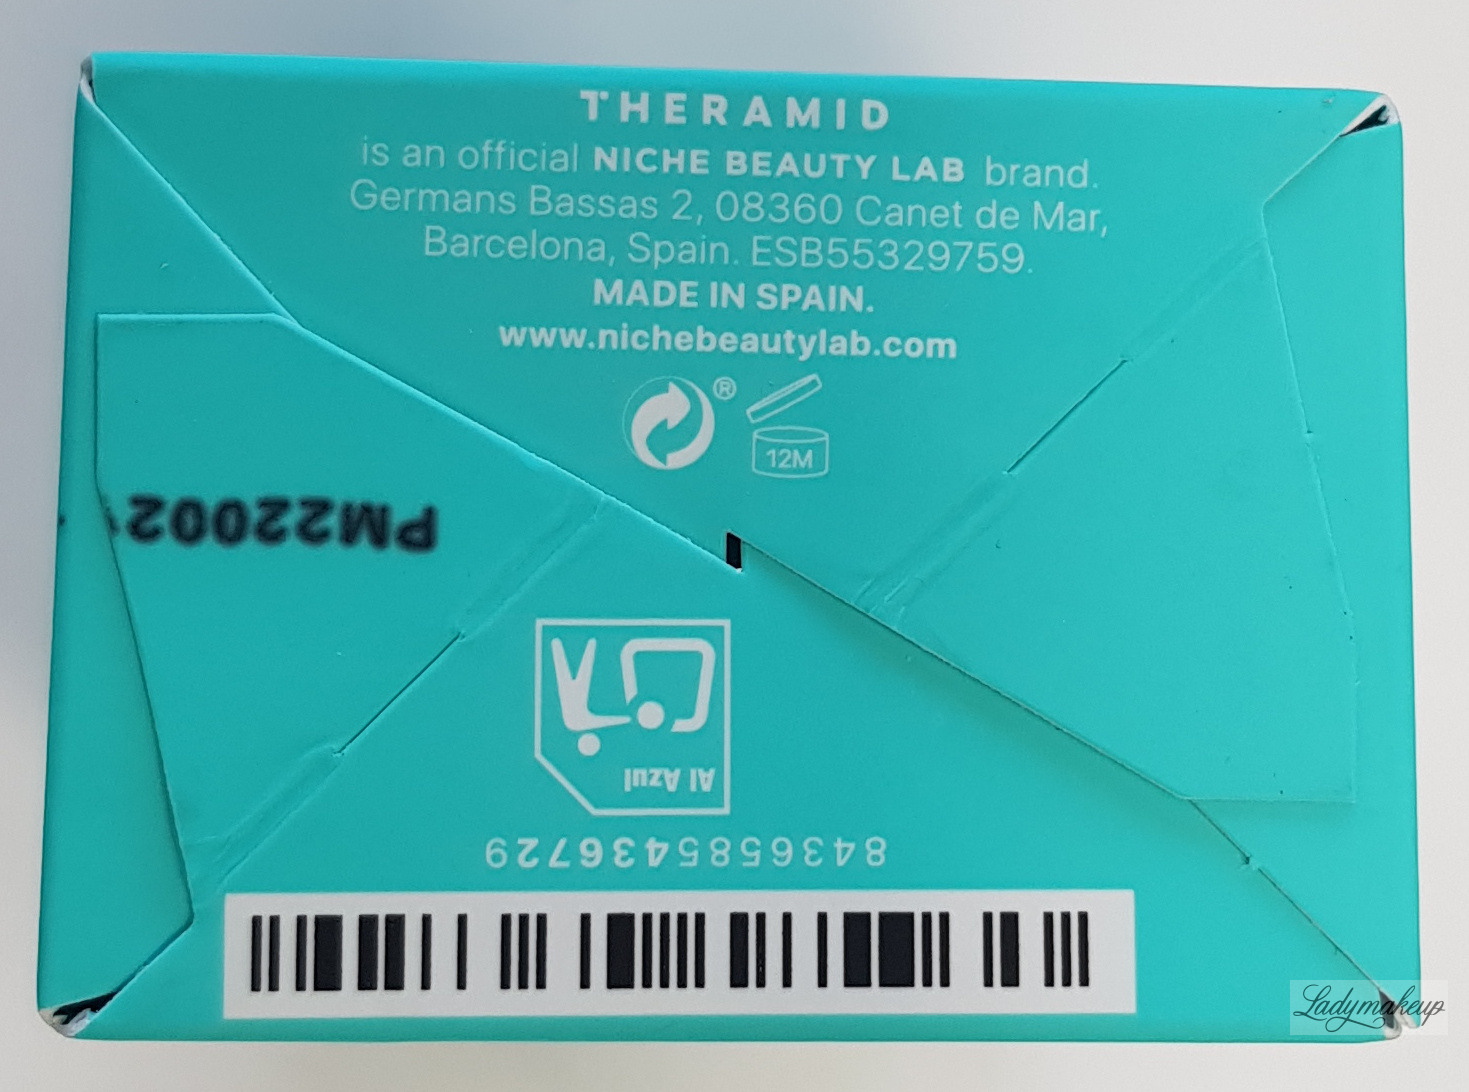 THERAMID
is an official NICHE BEAUTY LAB brand.
Germans Bassas 2, 08360 Canet de Mar,
Barcelona, Spain. ESB55329759.
MADE IN SPAIN.
www.nichebeautylab.com
®
12M
PM22002
Al Azul
8436585436729
Ladymakeup